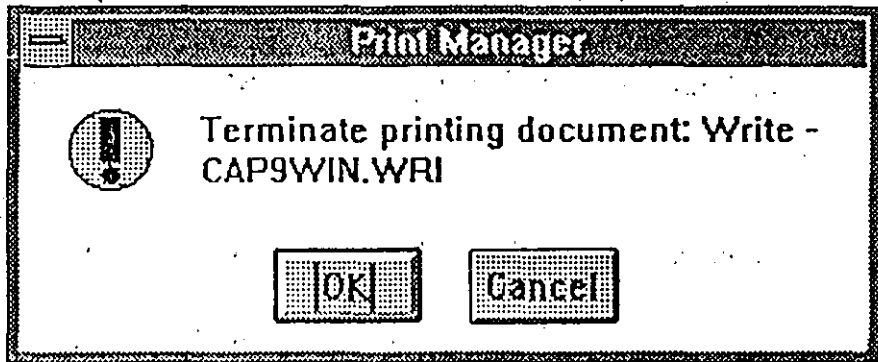 Print Manager
Terminate printing document: Write -
CAP9WIN.WRI
OK Cancel